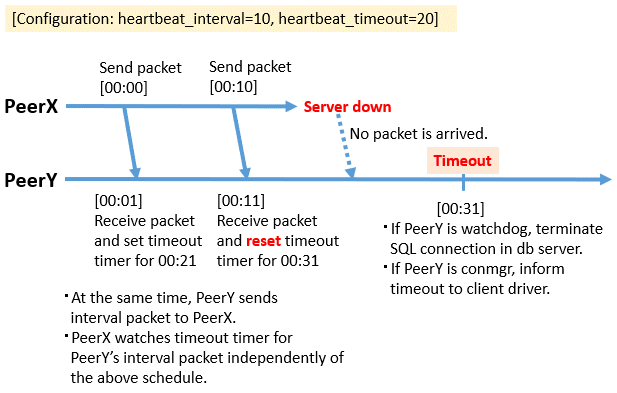 [Configuration: heartbeat_interval=10, heartbeat_timeout=20]
Send packet
[00:00]
Send packet
[00:10]
PeerX
Server down
No packet is arrived.
Timeout
PeerY
[00:01]
Receive packet
and set timeout
timer for 00:21
[00:11]
Receive packet
and reset timeout
timer for 00:31
[00:31]
・If PeerY is watchdog, terminate
SQL connection in db server.
・If PeerY is conmgr, inform
timeout to client driver.
・At the same time, PeerY sends
interval packet to PeerX.
・PeerX watches timeout timer for
PeerY's interval packet independently of
the above schedule.